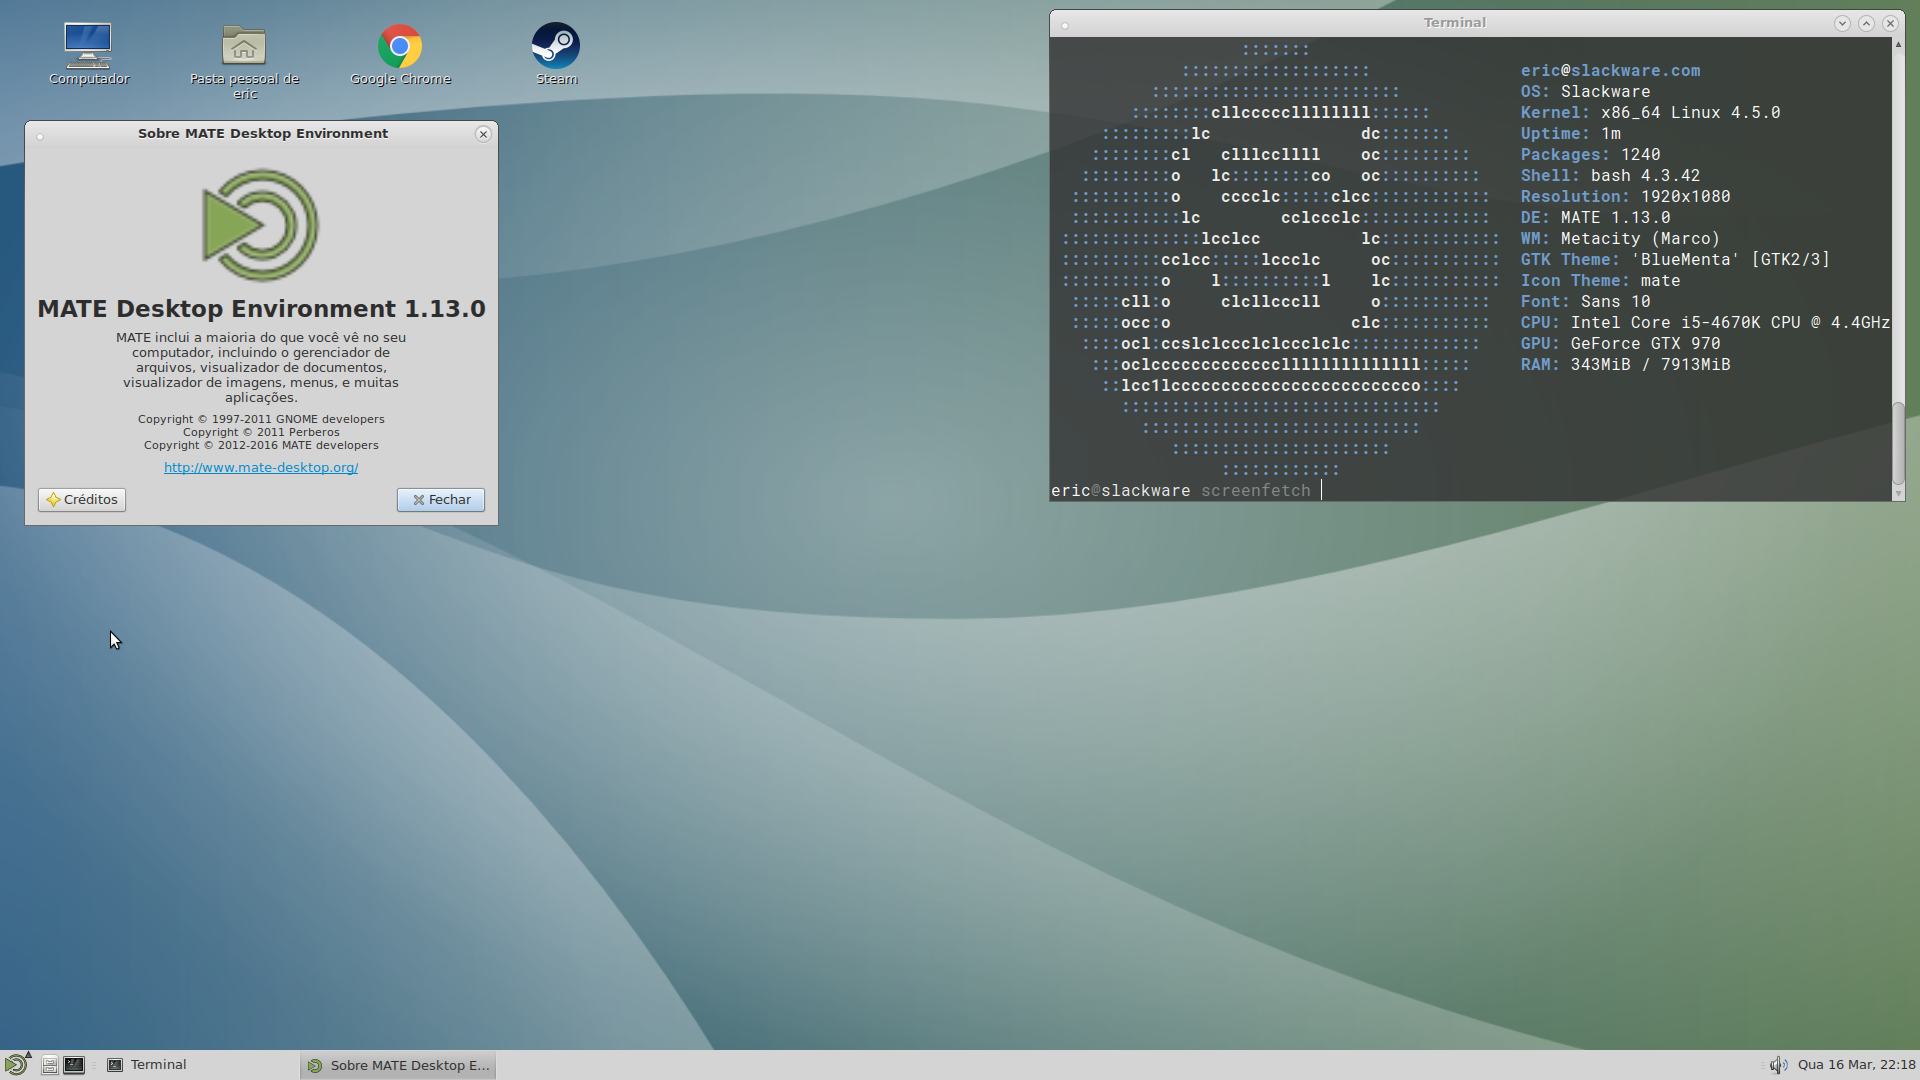 Computador
Pasta pessoal de
eric
Google Chrome
Steam
Sobre MATE Desktop Environment
MATE Desktop Environment 1.13.0
MATE inclui a maioria do que você vê no seu
computador, incluindo o gerenciador de
arquivos, visualizador de documentos,
visualizador de imagens, menus, e muitas
aplicações.
Copyright © 1997-2011 GNOME developers
Copyright © 2011 Perberos
Copyright © 2012-2016 MATE developers
http://www.mate-desktop.org/
Créditos
Fechar
Terminal
eric@slackware.com
OS: Slackware
Kernel: x86_64 Linux 4.5.0
Uptime: 1m
Packages: 1240
Shell: bash 4.3.42
Resolution: 1920x1080
DE: MATE 1.13.0
WM: Metacity (Marco)
GTK Theme: 'BlueMenta' [GTK2/3]
Icon Theme: mate
Font: Sans 10
CPU: Intel Core i5-4670K CPU @ 4.4GHz
GPU: GeForce GTX 970
RAM: 343MiB / 7913MiB
eric@slackware screenfetch
Terminal
Sobre MATE Desktop E...
Qua 16 Mar, 22:18